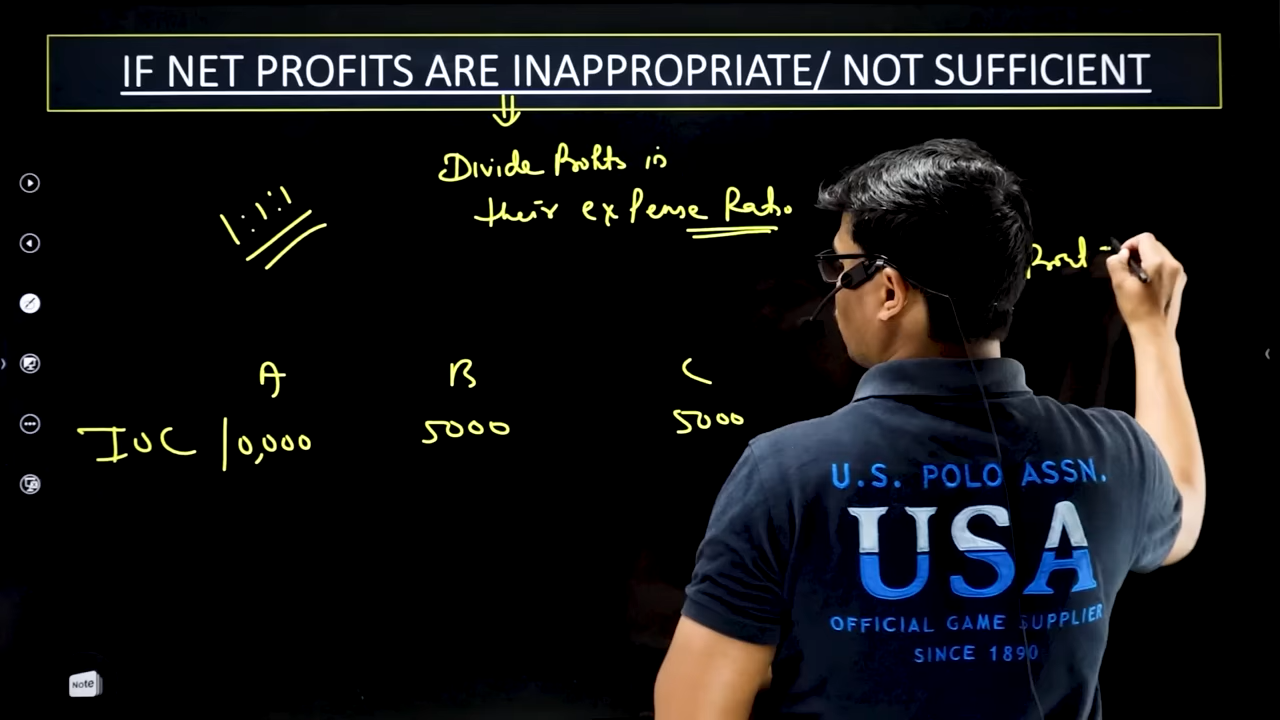 IF NET PROFITS ARE INAPPROPRIATE/ NOT SUFFICIENT
Divide Profits in
their expense Ratio
1:1:1
A B C
IOC 10,000 5000 5000
U.S. POLO ASSN.
USA
OFFICIAL GAME SUPPLIER
SINCE 1890
Note